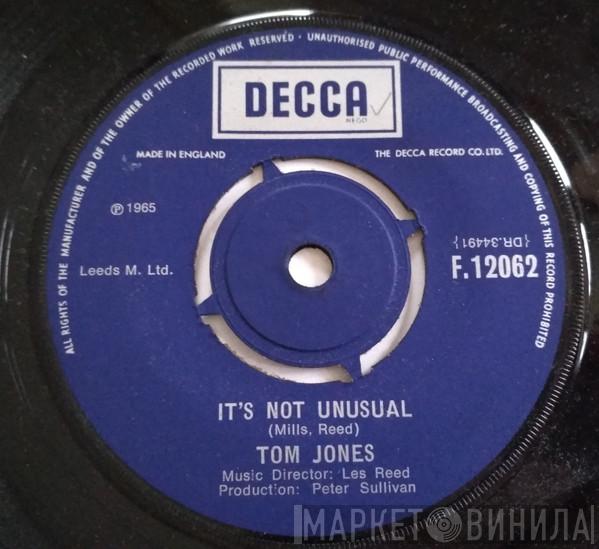 ALL RIGHTS OF THE MANUFACTURER AND OF THE OWNER OF THE RECORDED WORK RESERVED · UNAUTHORISED PUBLIC PERFORMANCE BROADCASTING AND COPYING OF THIS RECORD PROHIBITED
DECCA
REGD
MADE IN ENGLAND
THE DECCA RECORD CO. LTD.
℗ 1965
{DR.34491}
Leeds M. Ltd.
F.12062
IT'S NOT UNUSUAL
(Mills, Reed)
TOM JONES
Music Director: Les Reed
Production: Peter Sullivan
МАРКЕТ ВИНИЛА